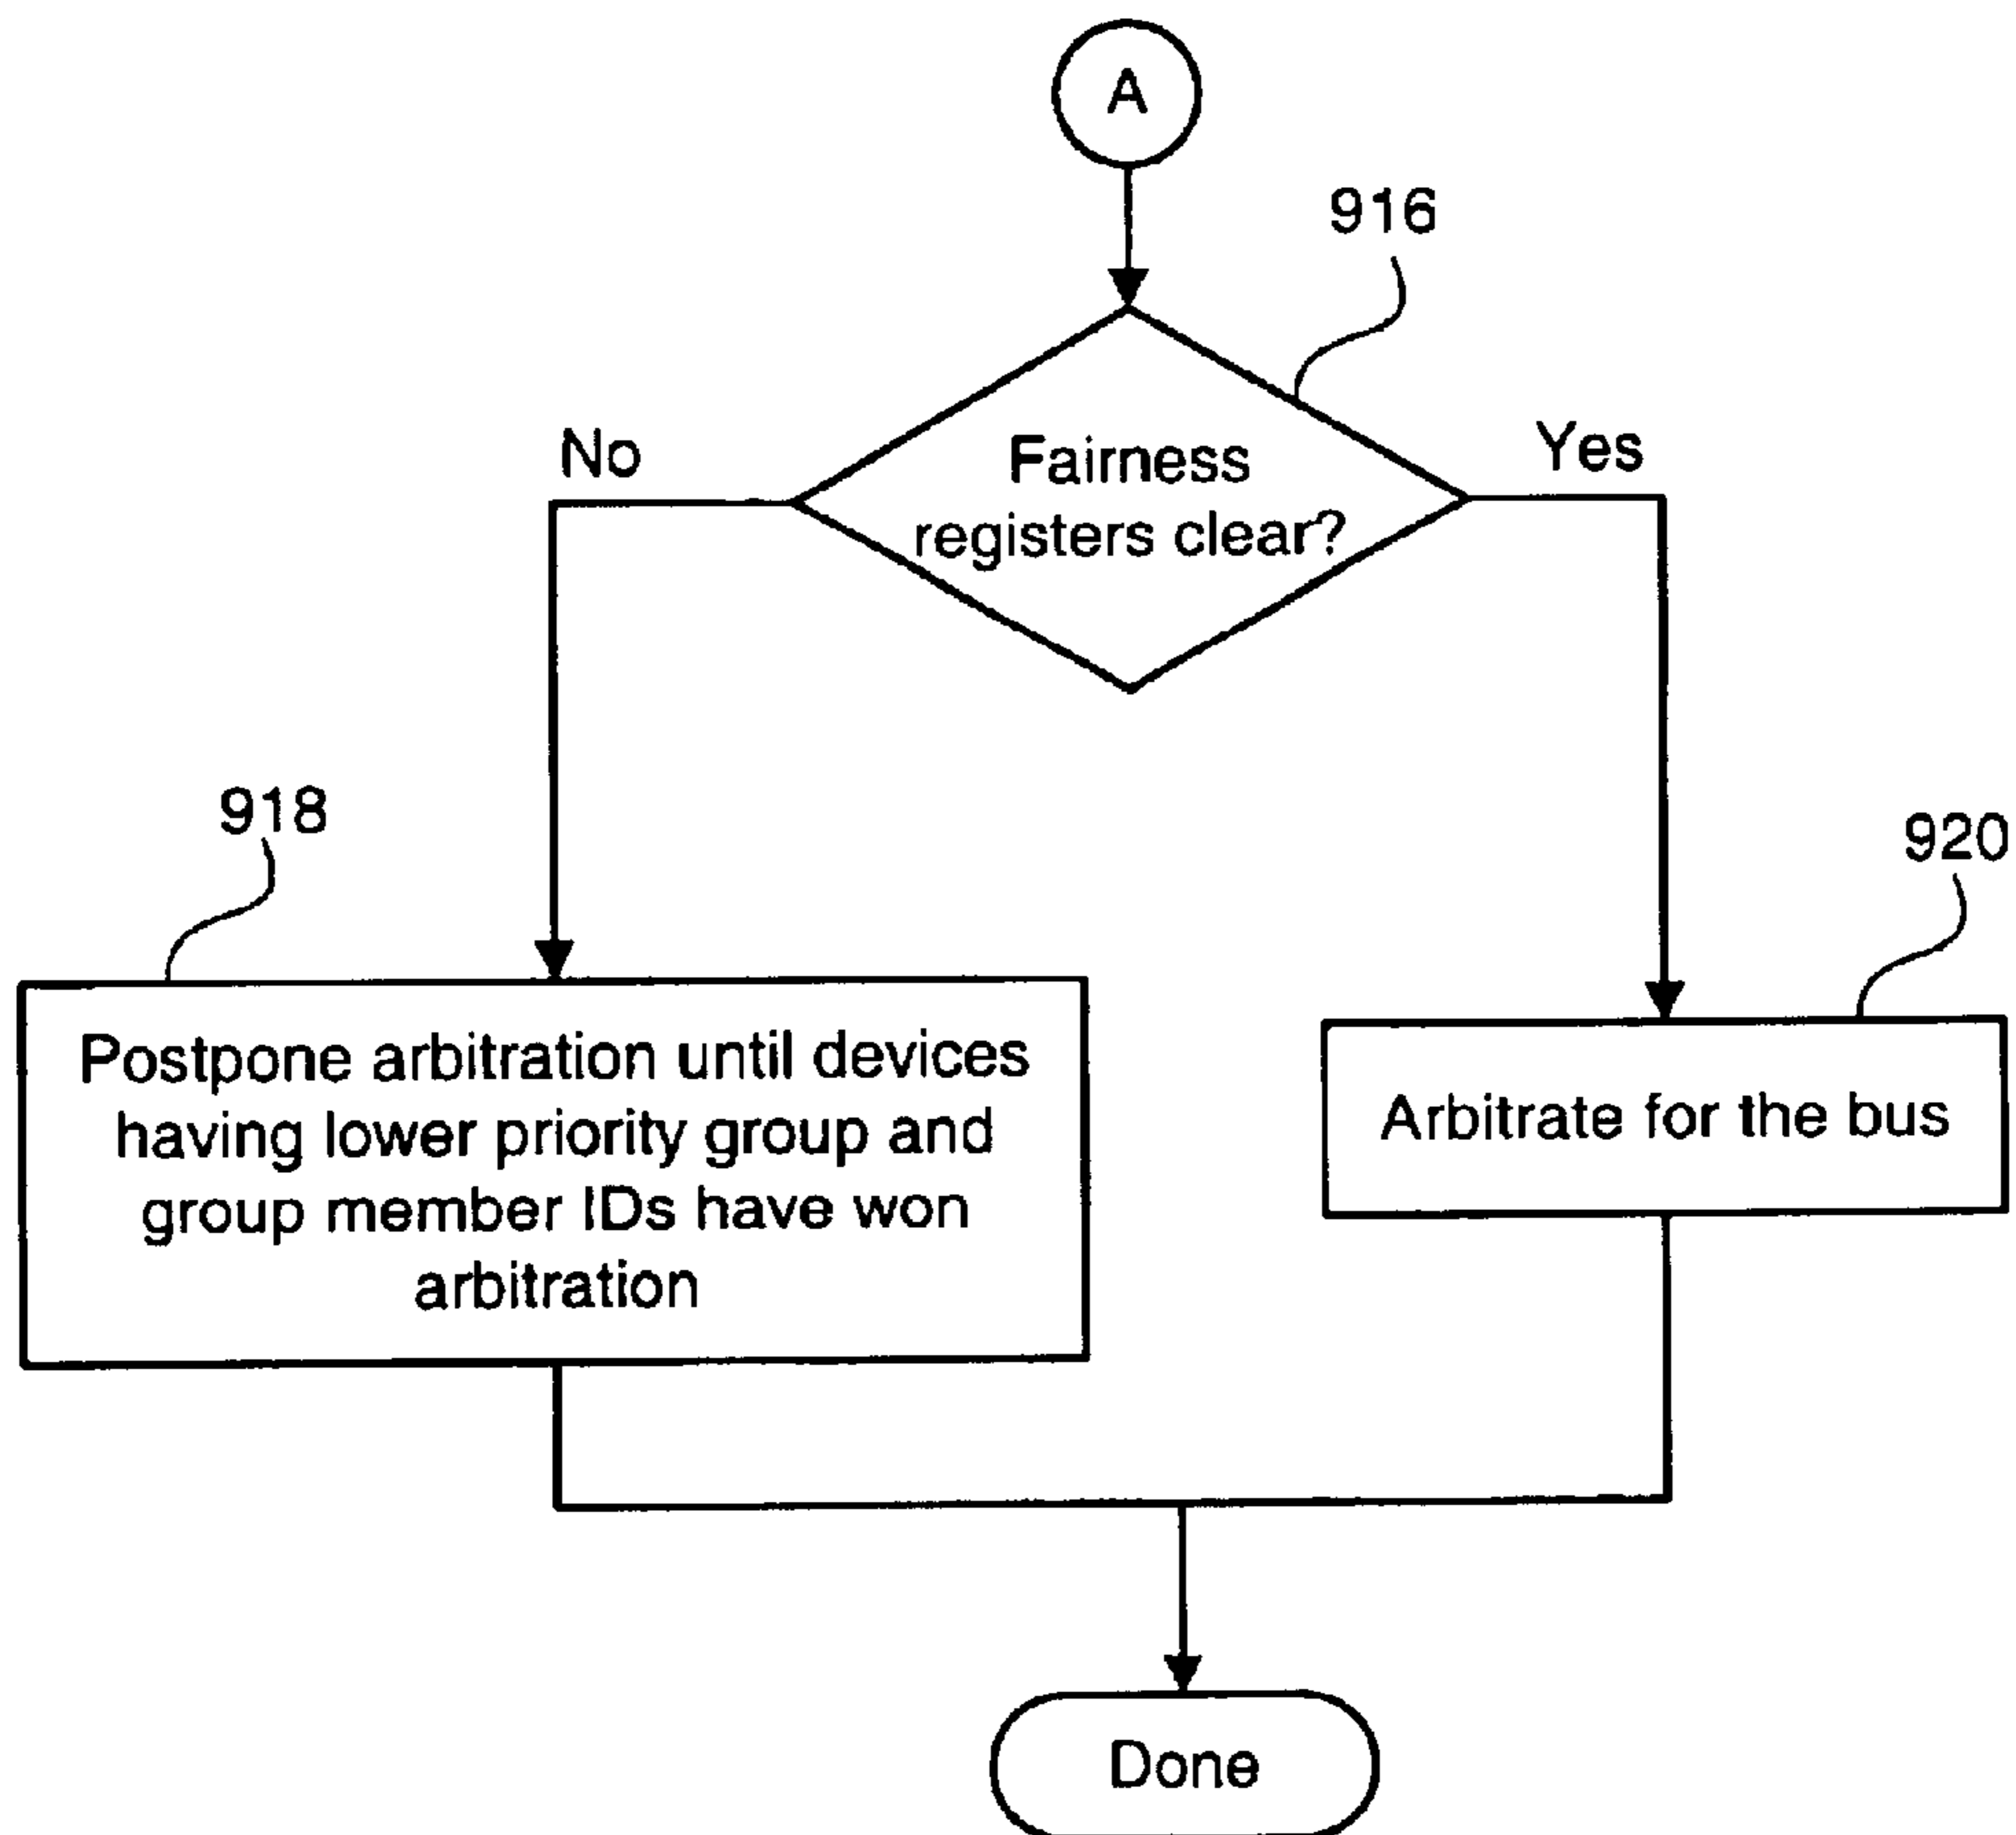 A
916
No
Yes
Fairness
registers clear?
918
920
Postpone arbitration until devices
having lower priority group and
group member IDs have won
arbitration
Arbitrate for the bus
Done